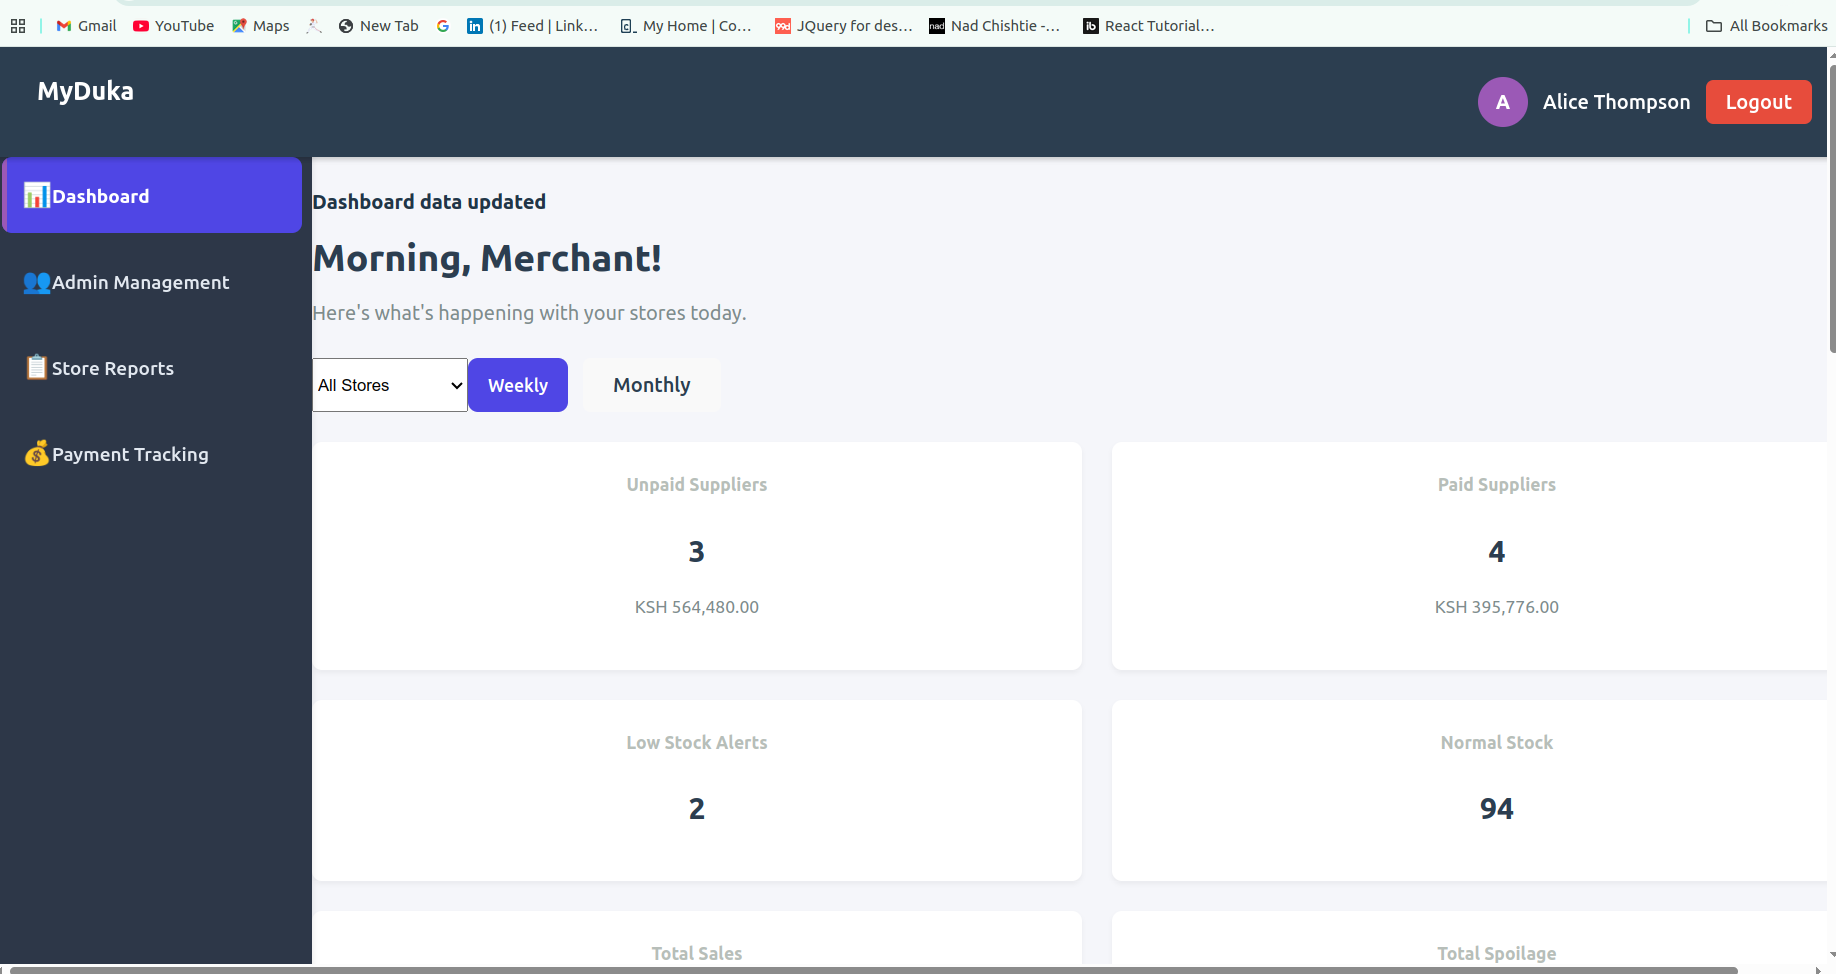 Gmail YouTube Maps New Tab (1) Feed | Link... My Home | Co... JQuery for des... Nad Chishtie -... React Tutorial... All Bookmarks
MyDuka
A Alice Thompson Logout
Dashboard
Admin Management
Store Reports
Payment Tracking
Dashboard data updated
Morning, Merchant!
Here's what's happening with your stores today.
All Stores Weekly Monthly
Unpaid Suppliers
3
KSH 564,480.00
Paid Suppliers
4
KSH 395,776.00
Low Stock Alerts
2
Normal Stock
94
Total Sales
Total Spoilage